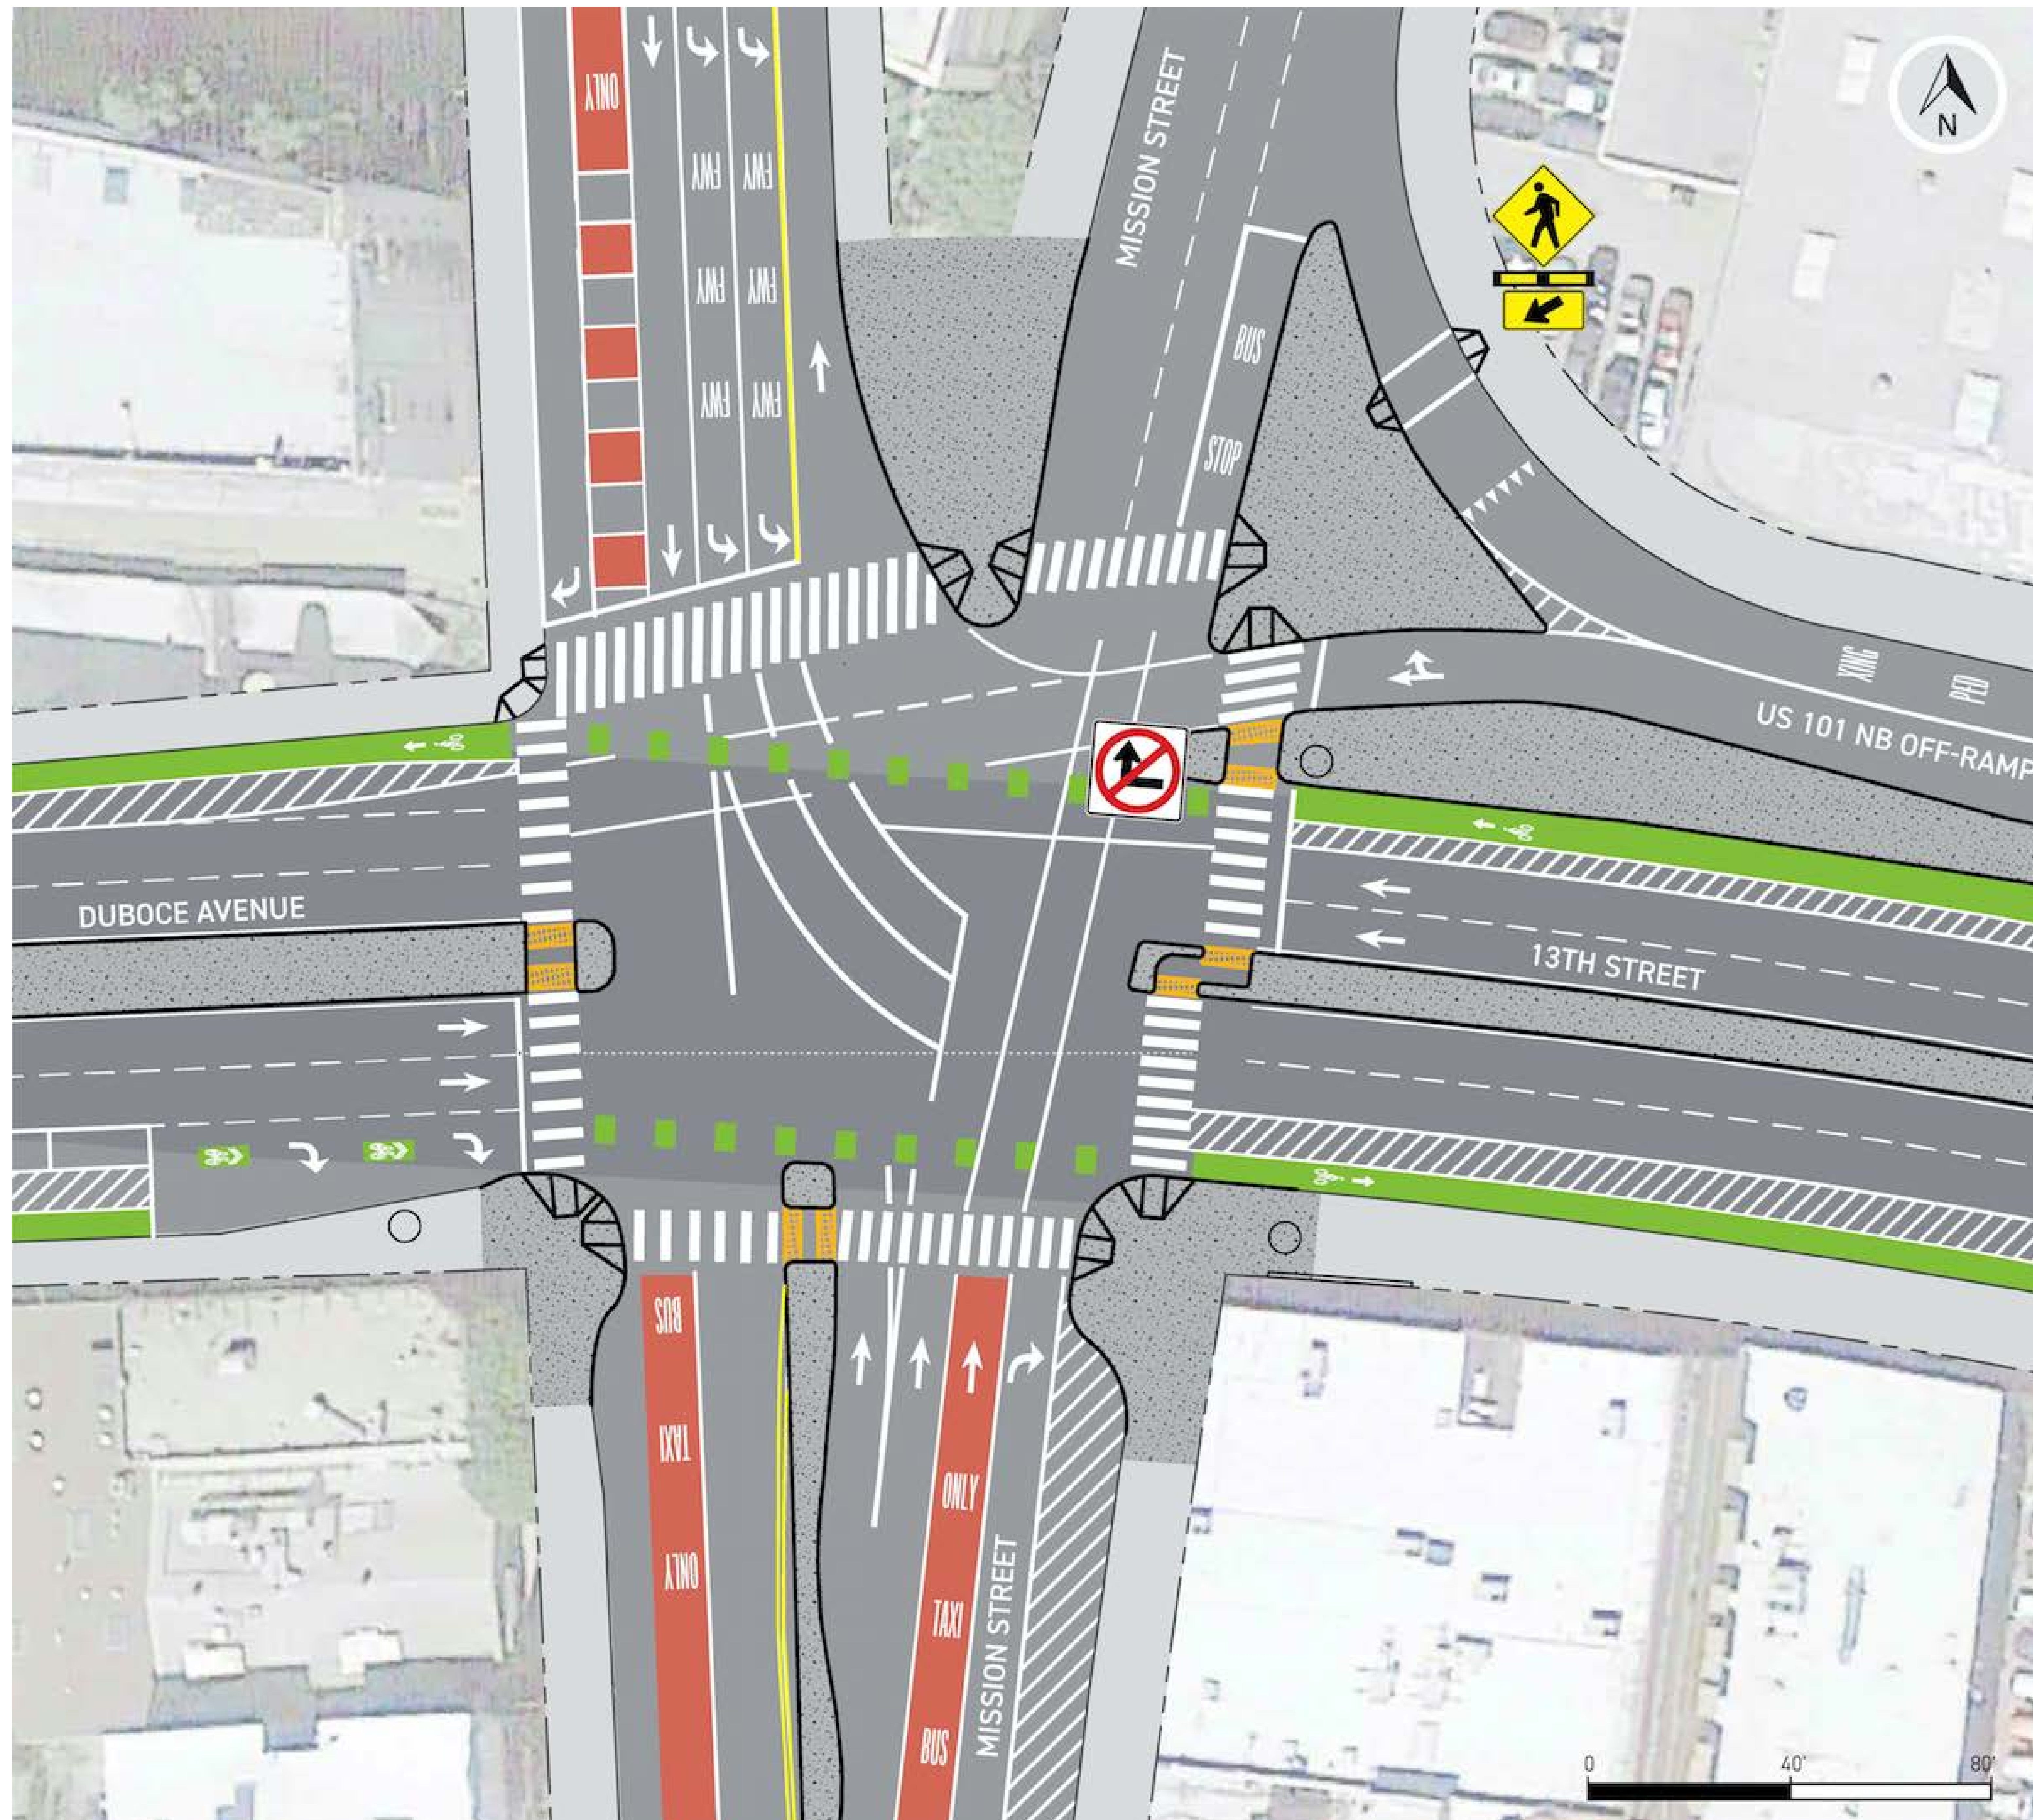 ONLY
FWY
FWY
FWY
FWY
FWY
FWY
MISSION STREET
N
BUS
STOP
XING
PED
US 101 NB OFF-RAMP
DUBOCE AVENUE
13TH STREET
BUS
TAXI
ONLY
ONLY
TAXI
BUS
MISSION STREET
0 40' 80'